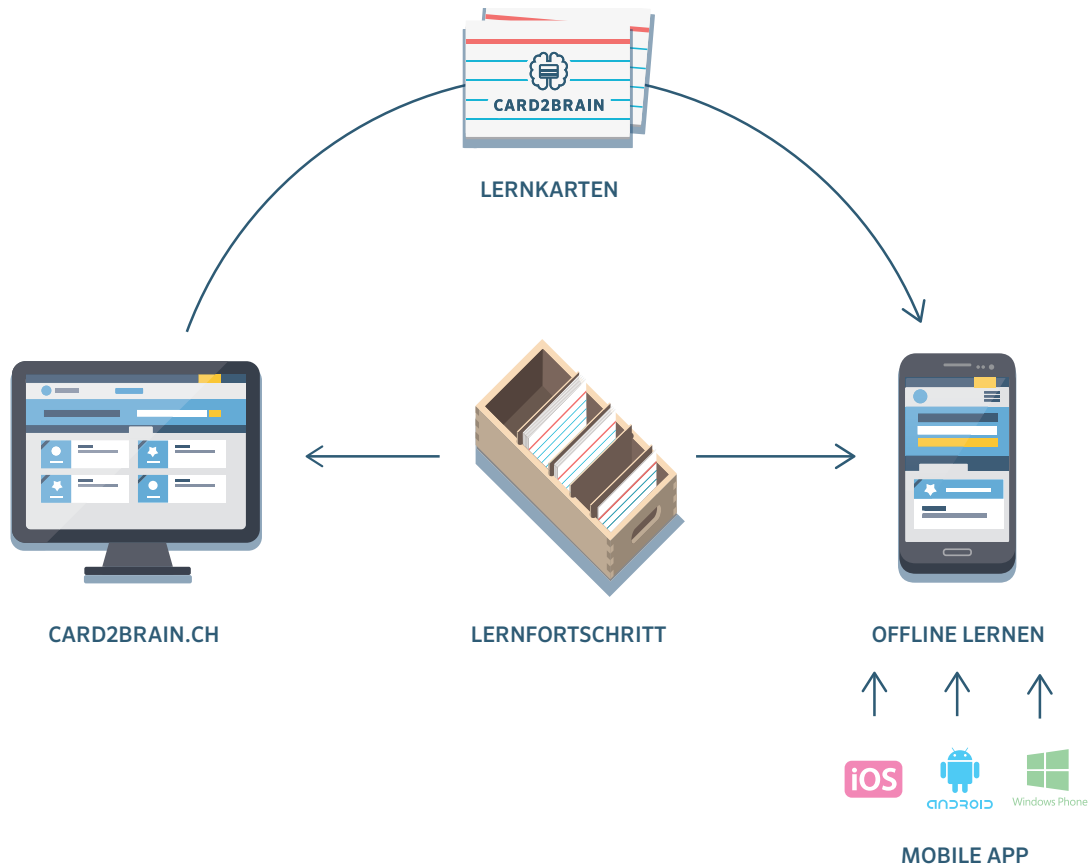 CARD2BRAIN
LERNKARTEN
CARD2BRAIN.CH
LERNFORTSCHRITT
OFFLINE LERNEN
iOS
ANDROID
Windows Phone
MOBILE APP